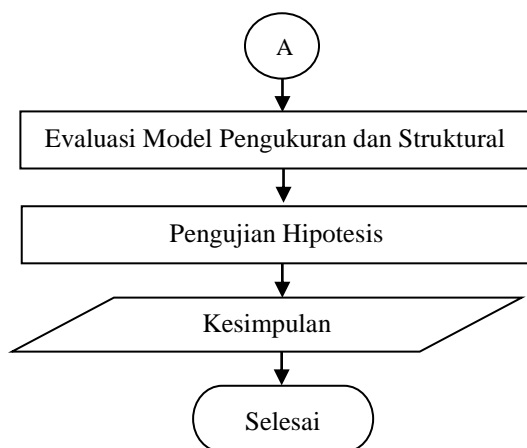 A
Evaluasi Model Pengukuran dan Struktural
Pengujian Hipotesis
Kesimpulan
Selesai